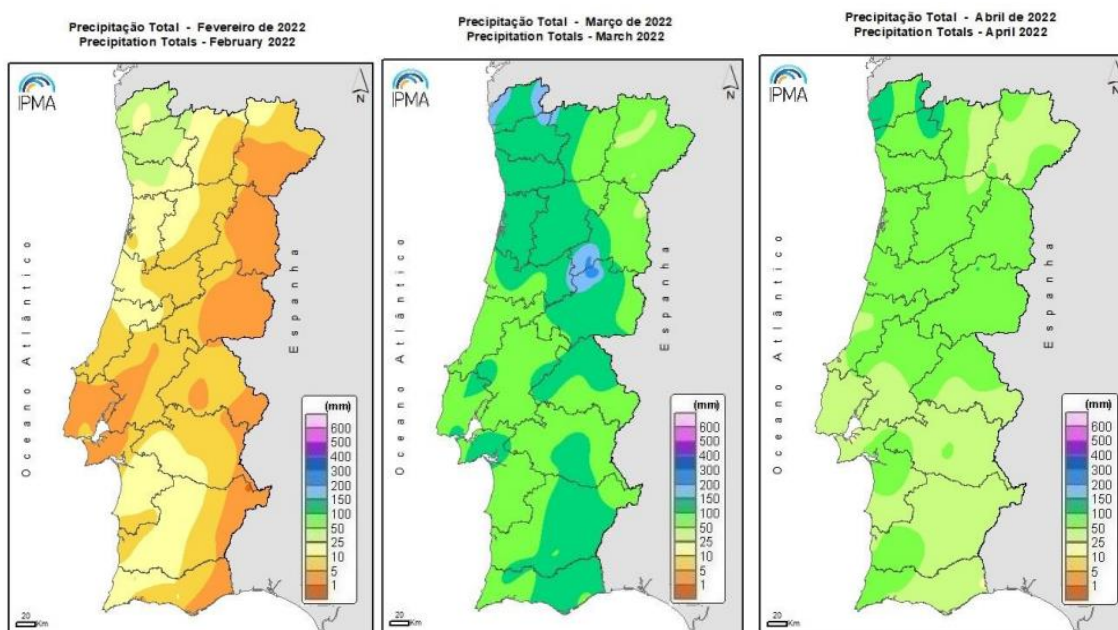 Precipitação Total - Fevereiro de 2022
Precipitation Totals - February 2022
IPMA
N
Oceano Atlântico
Espanha
(mm)
600
500
400
300
200
150
100
50
25
10
5
1
20
Km
Precipitação Total - Março de 2022
Precipitation Totals - March 2022
IPMA
N
Oceano Atlântico
Espanha
(mm)
600
500
400
300
200
150
100
50
25
10
5
1
20
Km
Precipitação Total - Abril de 2022
Precipitation Totals - April 2022
IPMA
N
Oceano Atlântico
Espanha
(mm)
600
500
400
300
200
150
100
50
25
10
5
1
20
Km